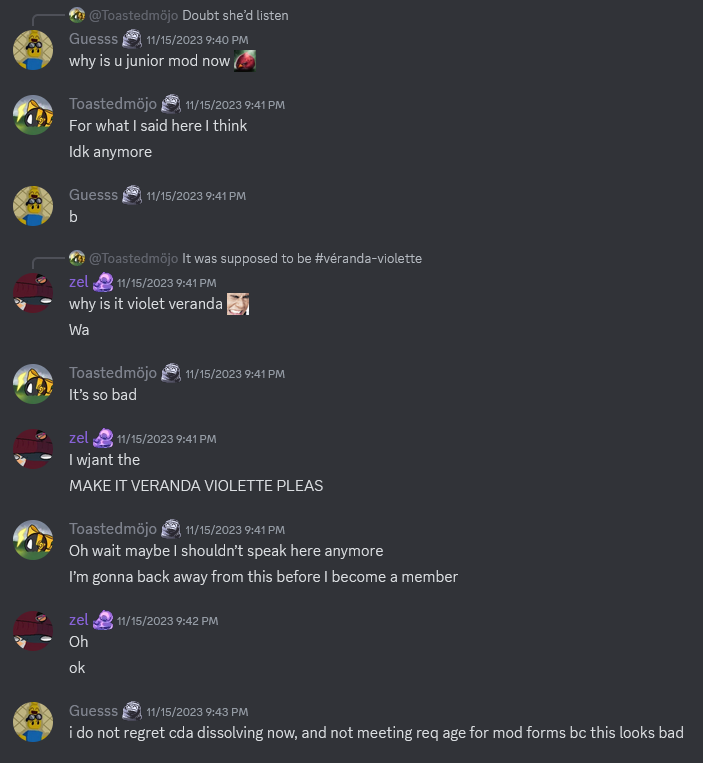 @Toastedmöjo Doubt she'd listen
Guesss 11/15/2023 9:40 PM
why is u junior mod now
Toastedmöjo 11/15/2023 9:41 PM
For what I said here I think
Idk anymore
Guesss 11/15/2023 9:41 PM
b
@Toastedmöjo It was supposed to be #véranda-violette
zel 11/15/2023 9:41 PM
why is it violet veranda
Wa
Toastedmöjo 11/15/2023 9:41 PM
It's so bad
zel 11/15/2023 9:41 PM
I wjant the
MAKE IT VERANDA VIOLETTE PLEAS
Toastedmöjo 11/15/2023 9:41 PM
Oh wait maybe I shouldn't speak here anymore
I'm gonna back away from this before I become a member
zel 11/15/2023 9:42 PM
Oh
ok
Guesss 11/15/2023 9:43 PM
i do not regret cda dissolving now, and not meeting req age for mod forms bc this looks bad